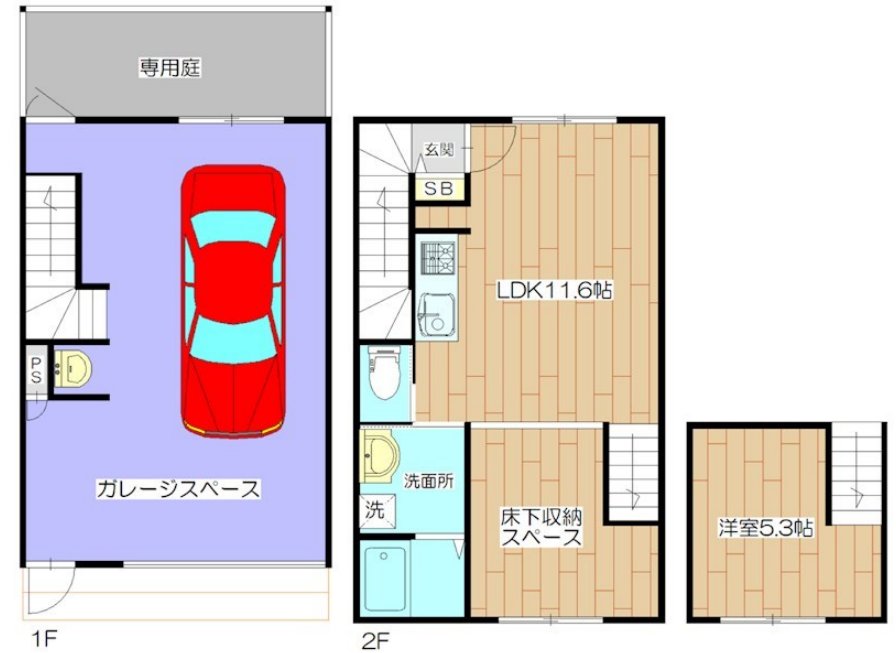 専用庭
PS
ガレージスペース
1F
玄関
SB
LDK11.6帖
洗面所
洗
床下収納
スペース
2F
洋室5.3帖